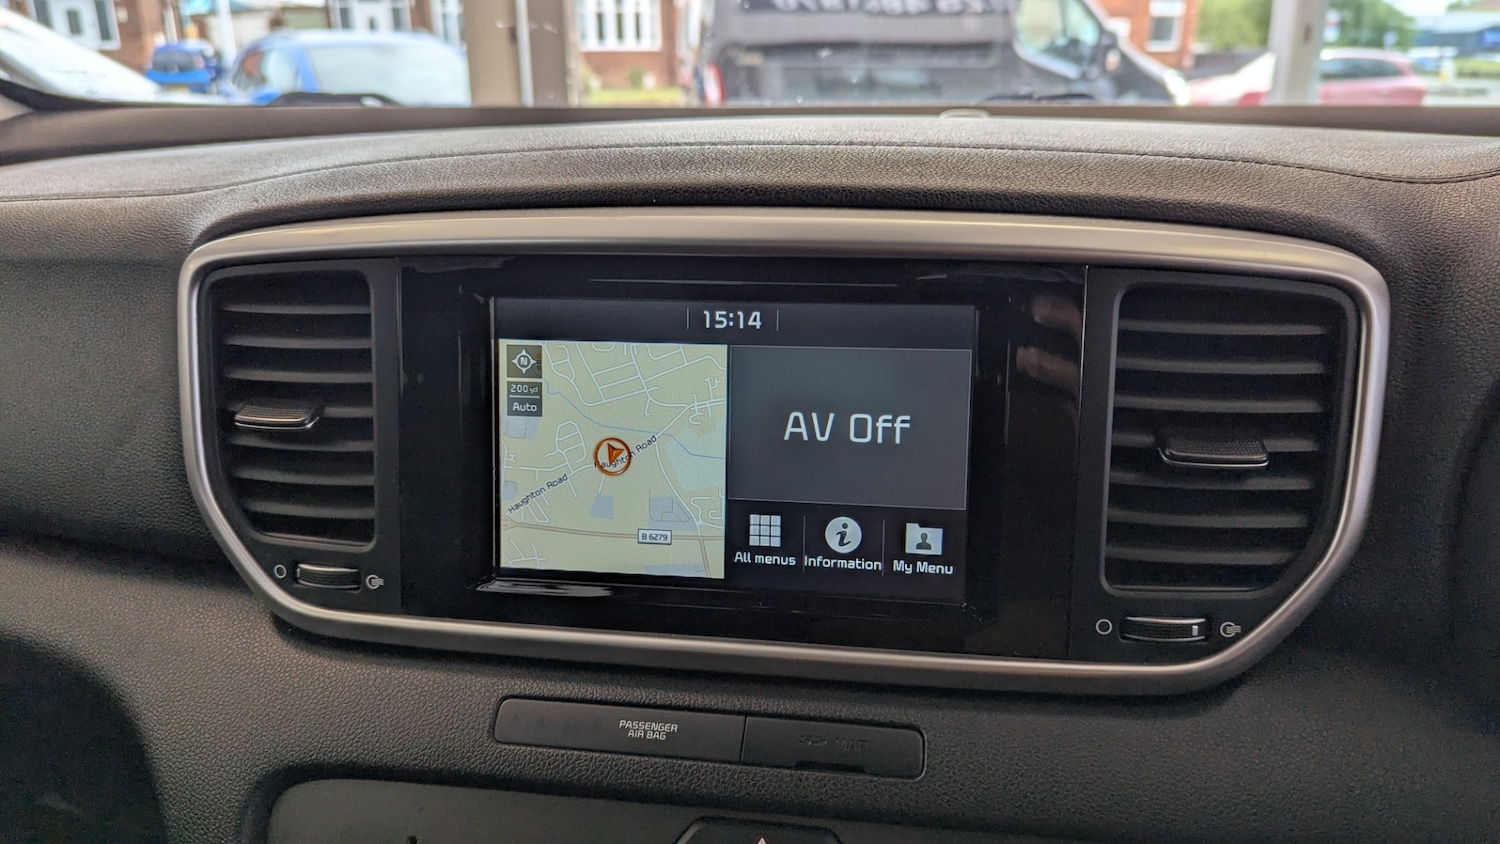 15:14
N
200 yd
Auto
Haughton Road
Haughton Road
B 6279
AV Off
All menus
Information
My Menu
PASSENGER
AIR BAG